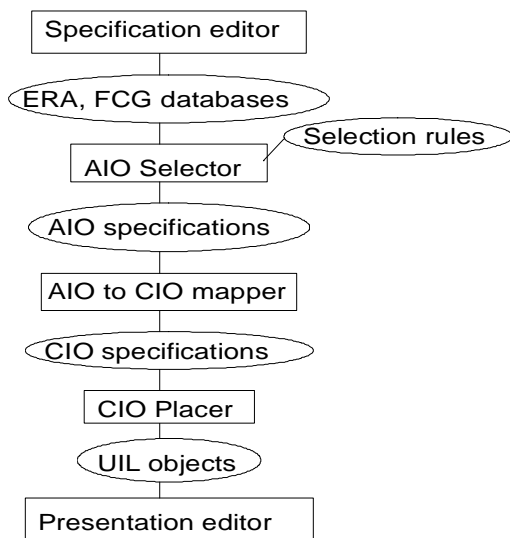 Specification editor
ERA, FCG databases
Selection rules
AIO Selector
AIO specifications
AIO to CIO mapper
CIO specifications
CIO Placer
UIL objects
Presentation editor